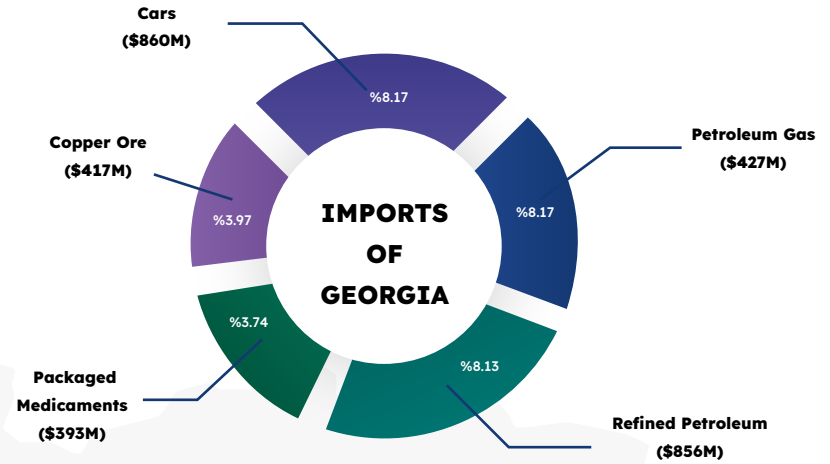 Cars
($860M)
%8.17
Petroleum Gas
($427M)
%8.17
Copper Ore
($417M)
%3.97
IMPORTS
OF
GEORGIA
%3.74
%8.13
Packaged
Medicaments
($393M)
Refined Petroleum
($856M)